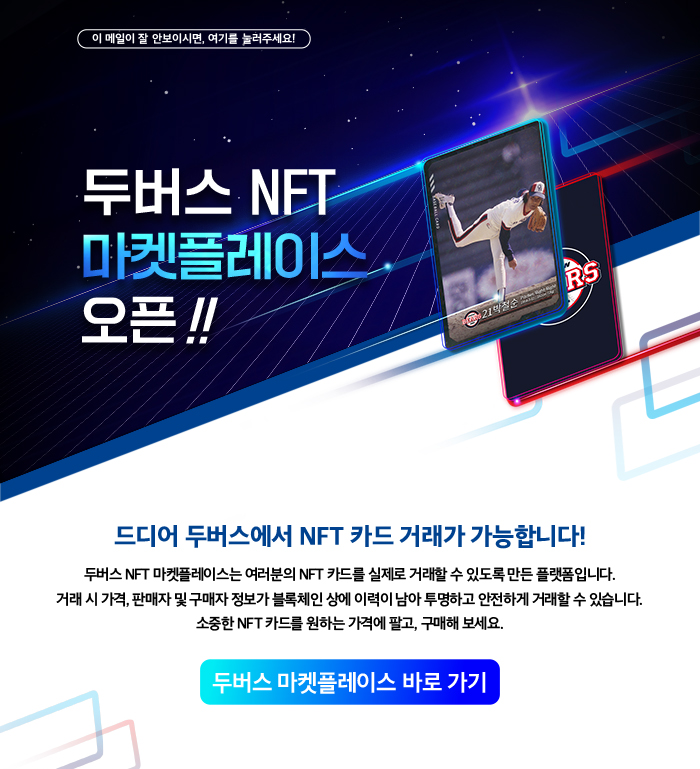 이 메일이 잘 안보이시면, 여기를 눌러주세요!
두버스 NFT
마켓플레이스
오픈 !!
BASEBALL CARD
21 박철순
RS
드디어 두버스에서 NFT 카드 거래가 가능합니다!
두버스 NFT 마켓플레이스는 여러분의 NFT 카드를 실제로 거래할 수 있도록 만든 플랫폼입니다.
거래 시 가격, 판매자 및 구매자 정보가 블록체인 상에 이력이 남아 투명하고 안전하게 거래할 수 있습니다.
소중한 NFT 카드를 원하는 가격에 팔고, 구매해 보세요.
두버스 마켓플레이스 바로 가기